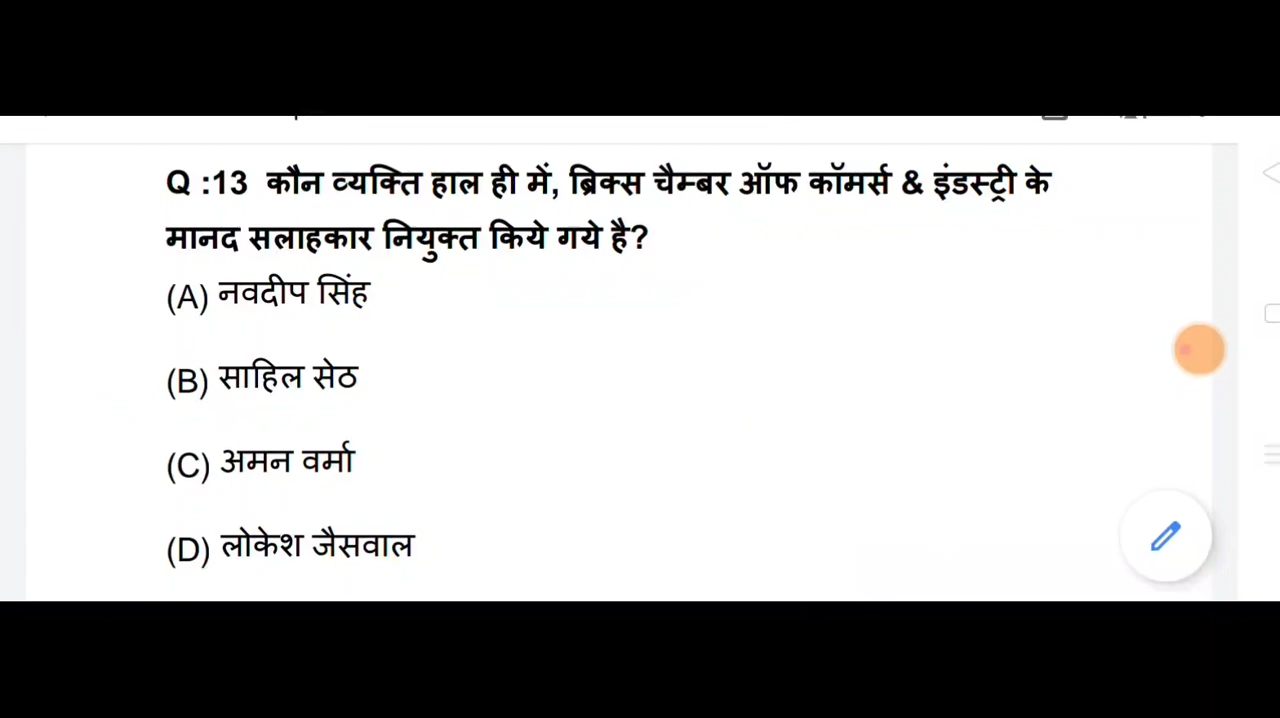 Q :13 कौन व्यक्ति हाल ही में, ब्रिक्स चैम्बर ऑफ कॉमर्स & इंडस्ट्री के
मानद सलाहकार नियुक्त किये गये है?
(A) नवदीप सिंह
(B) साहिल सेठ
(C) अमन वर्मा
(D) लोकेश जैसवाल